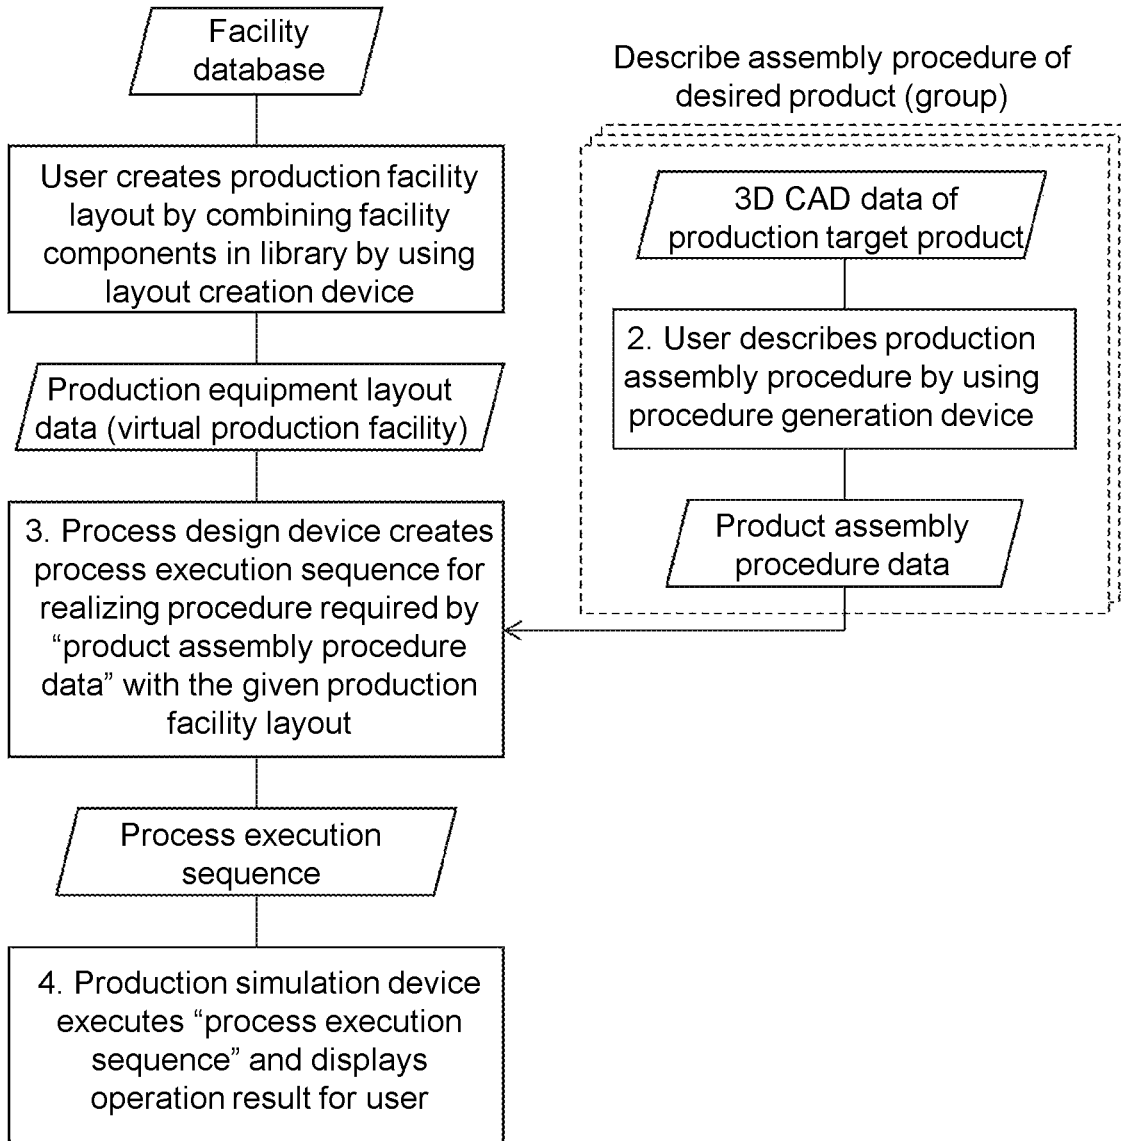 Facility
database
User creates production facility
layout by combining facility
components in library by using
layout creation device
Production equipment layout
data (virtual production facility)
3. Process design device creates
process execution sequence for
realizing procedure required by
“product assembly procedure
data” with the given production
facility layout
Process execution
sequence
4. Production simulation device
executes “process execution
sequence” and displays
operation result for user
Describe assembly procedure of
desired product (group)
3D CAD data of
production target product
2. User describes production
assembly procedure by using
procedure generation device
Product assembly
procedure data